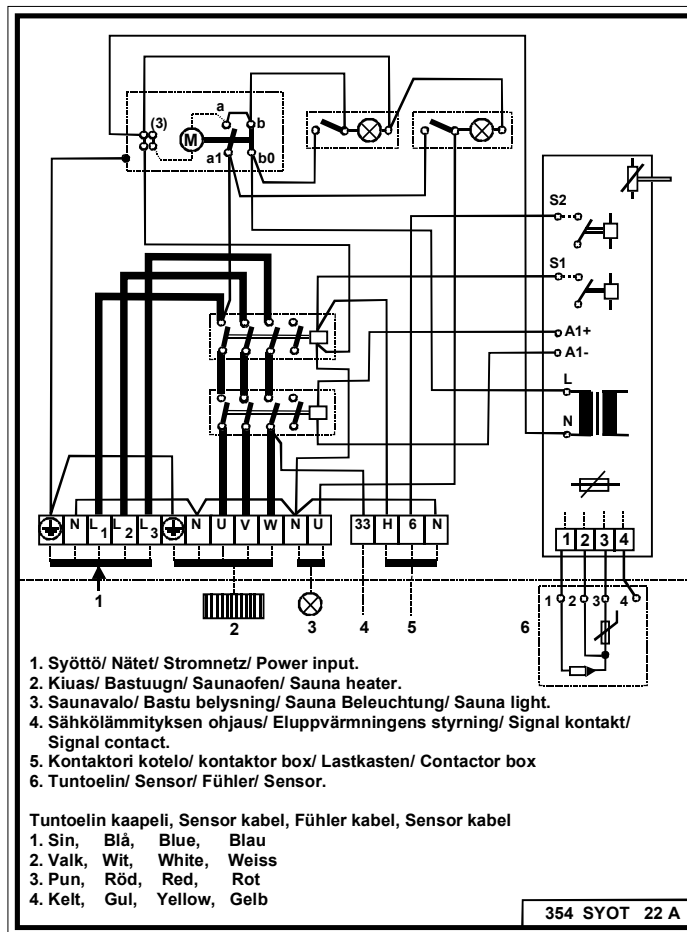 (3)
a
b
M
a1
b0
S2
S1
A1+
A1-
L
N
N L1 L2 L3 N U V W N U 33 H 6 N
1 2 3 4
1 2 3 4
1 2 3 4 5 6
1. Syöttö/ Nätet/ Stromnetz/ Power input.
2. Kiuas/ Bastuugn/ Saunaofen/ Sauna heater.
3. Saunavalo/ Bastu belysning/ Sauna Beleuchtung/ Sauna light.
4. Sähkölämmityksen ohjaus/ Eluppvärmningens styrning/ Signal kontakt/
Signal contact.
5. Kontaktori kotelo/ kontaktor box/ Lastkasten/ Contactor box
6. Tuntoelin/ Sensor/ Fühler/ Sensor.
Tuntoelin kaapeli, Sensor kabel, Fühler kabel, Sensor kabel
1. Sin, Blå, Blue, Blau
2. Valk, Wit, White, Weiss
3. Pun, Röd, Red, Rot
4. Kelt, Gul, Yellow, Gelb
354 SYOT 22 A